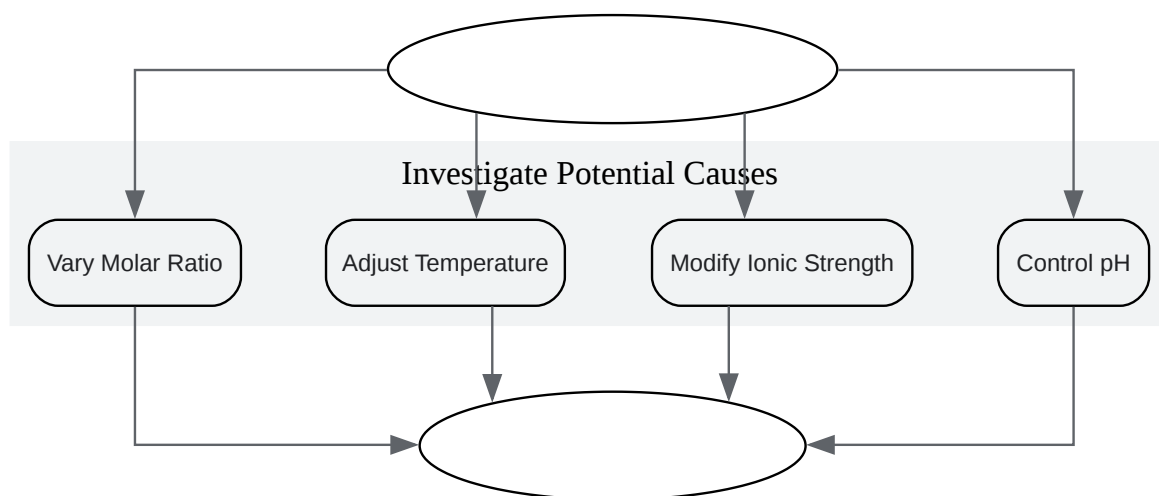 Investigate Potential Causes
Vary Molar Ratio
Adjust Temperature
Modify Ionic Strength
Control pH